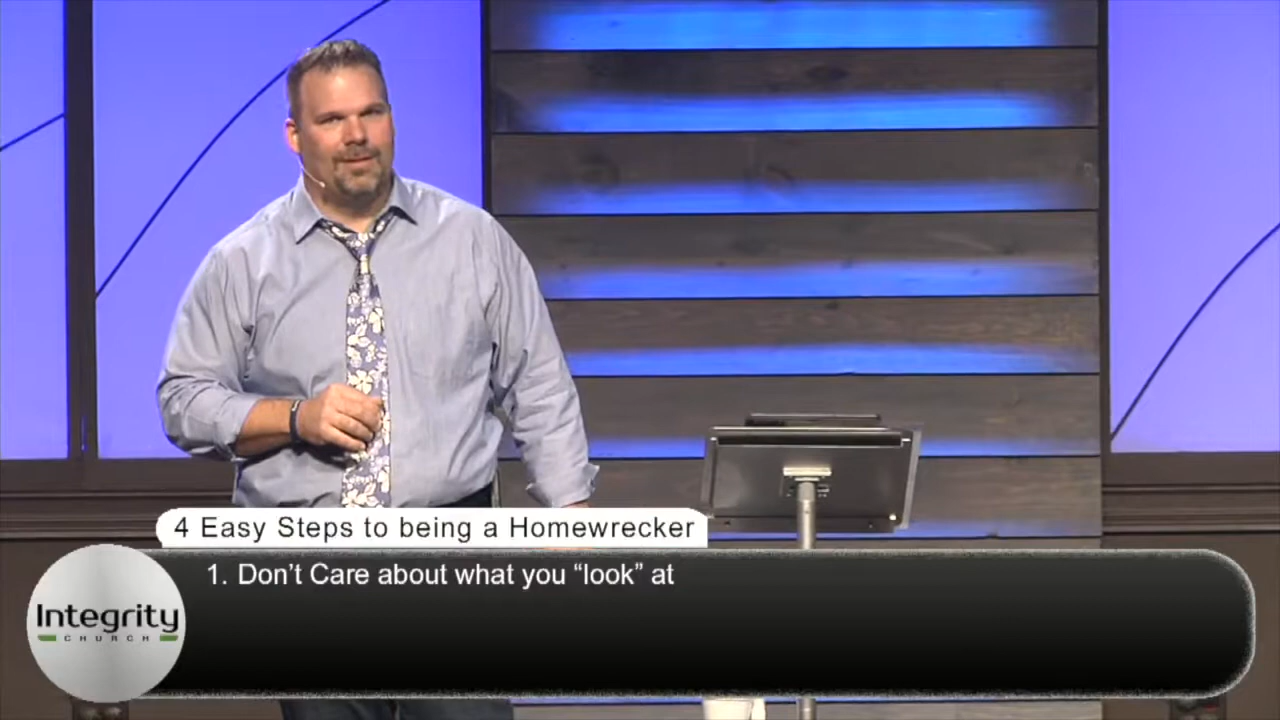 4 Easy Steps to being a Homewrecker
1. Don’t Care about what you “look” at
Integrity
CHURCH